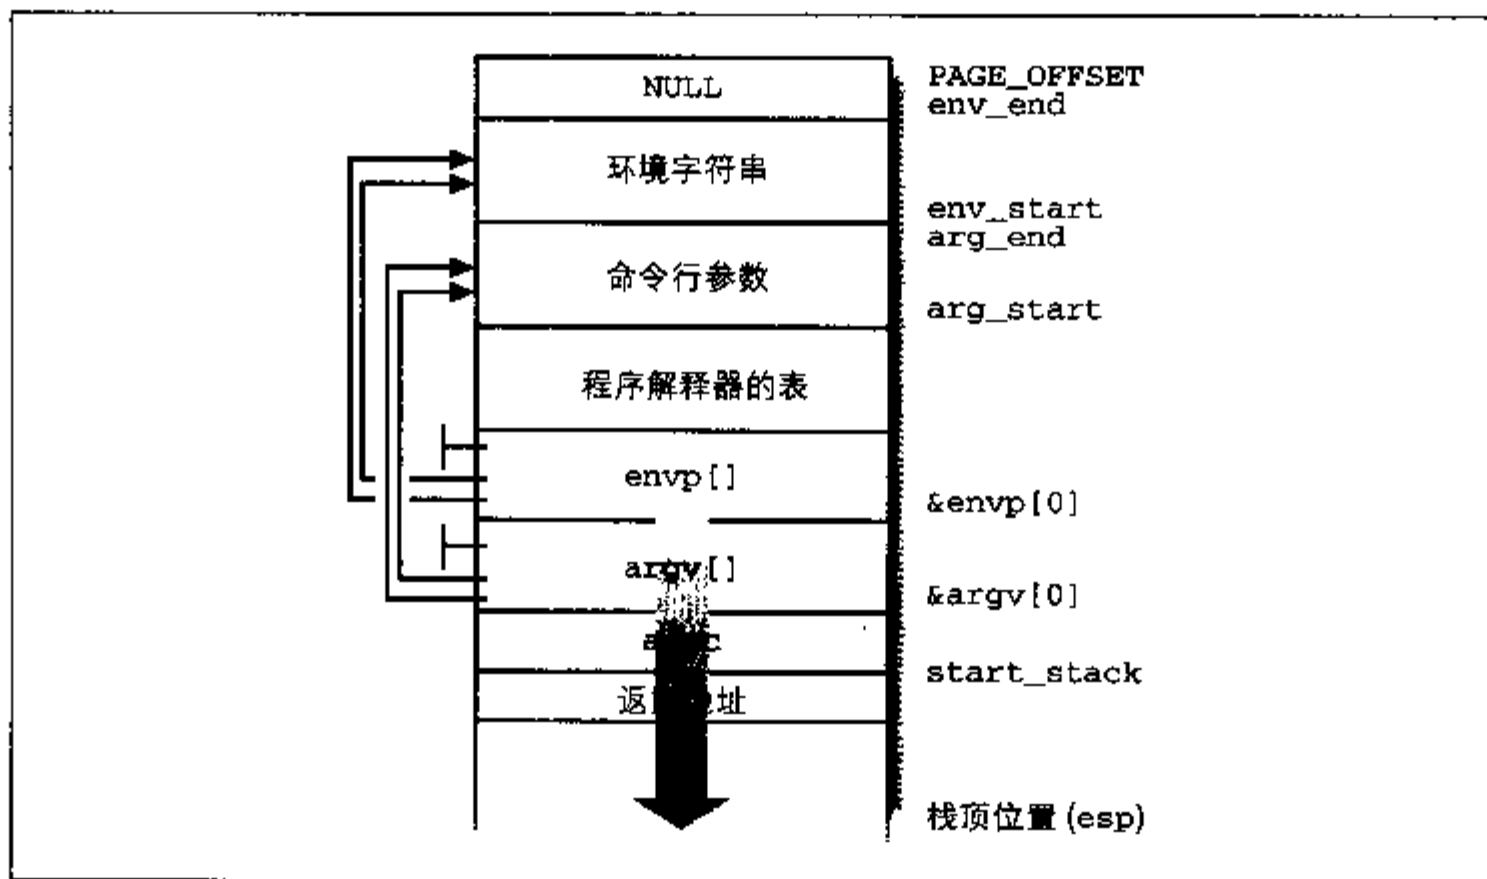 NULL
PAGE_OFFSET
env_end
环境字符串
env_start
arg_end
命令行参数
arg_start
程序解释器的表
envp[]
&envp[0]
argv[]
&argv[0]
start_stack
栈顶位置 (esp)